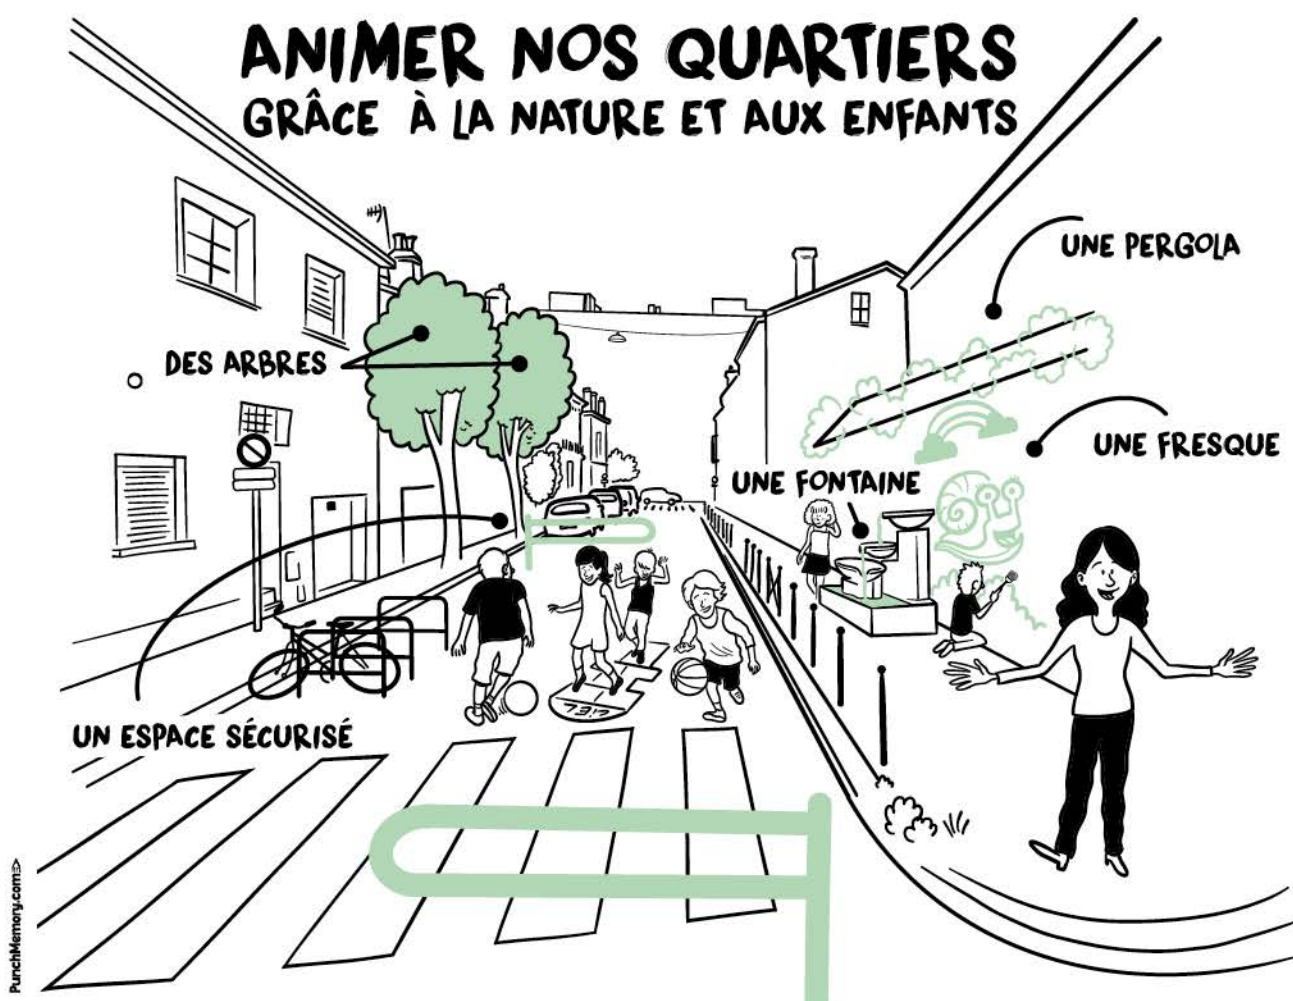 ANIMER NOS QUARTIERS
GRÂCE À LA NATURE ET AUX ENFANTS
UNE PERGOLA
DES ARBRES
UNE FRESQUE
UNE FONTAINE
UN ESPACE SÉCURISÉ
PunchMemory.com